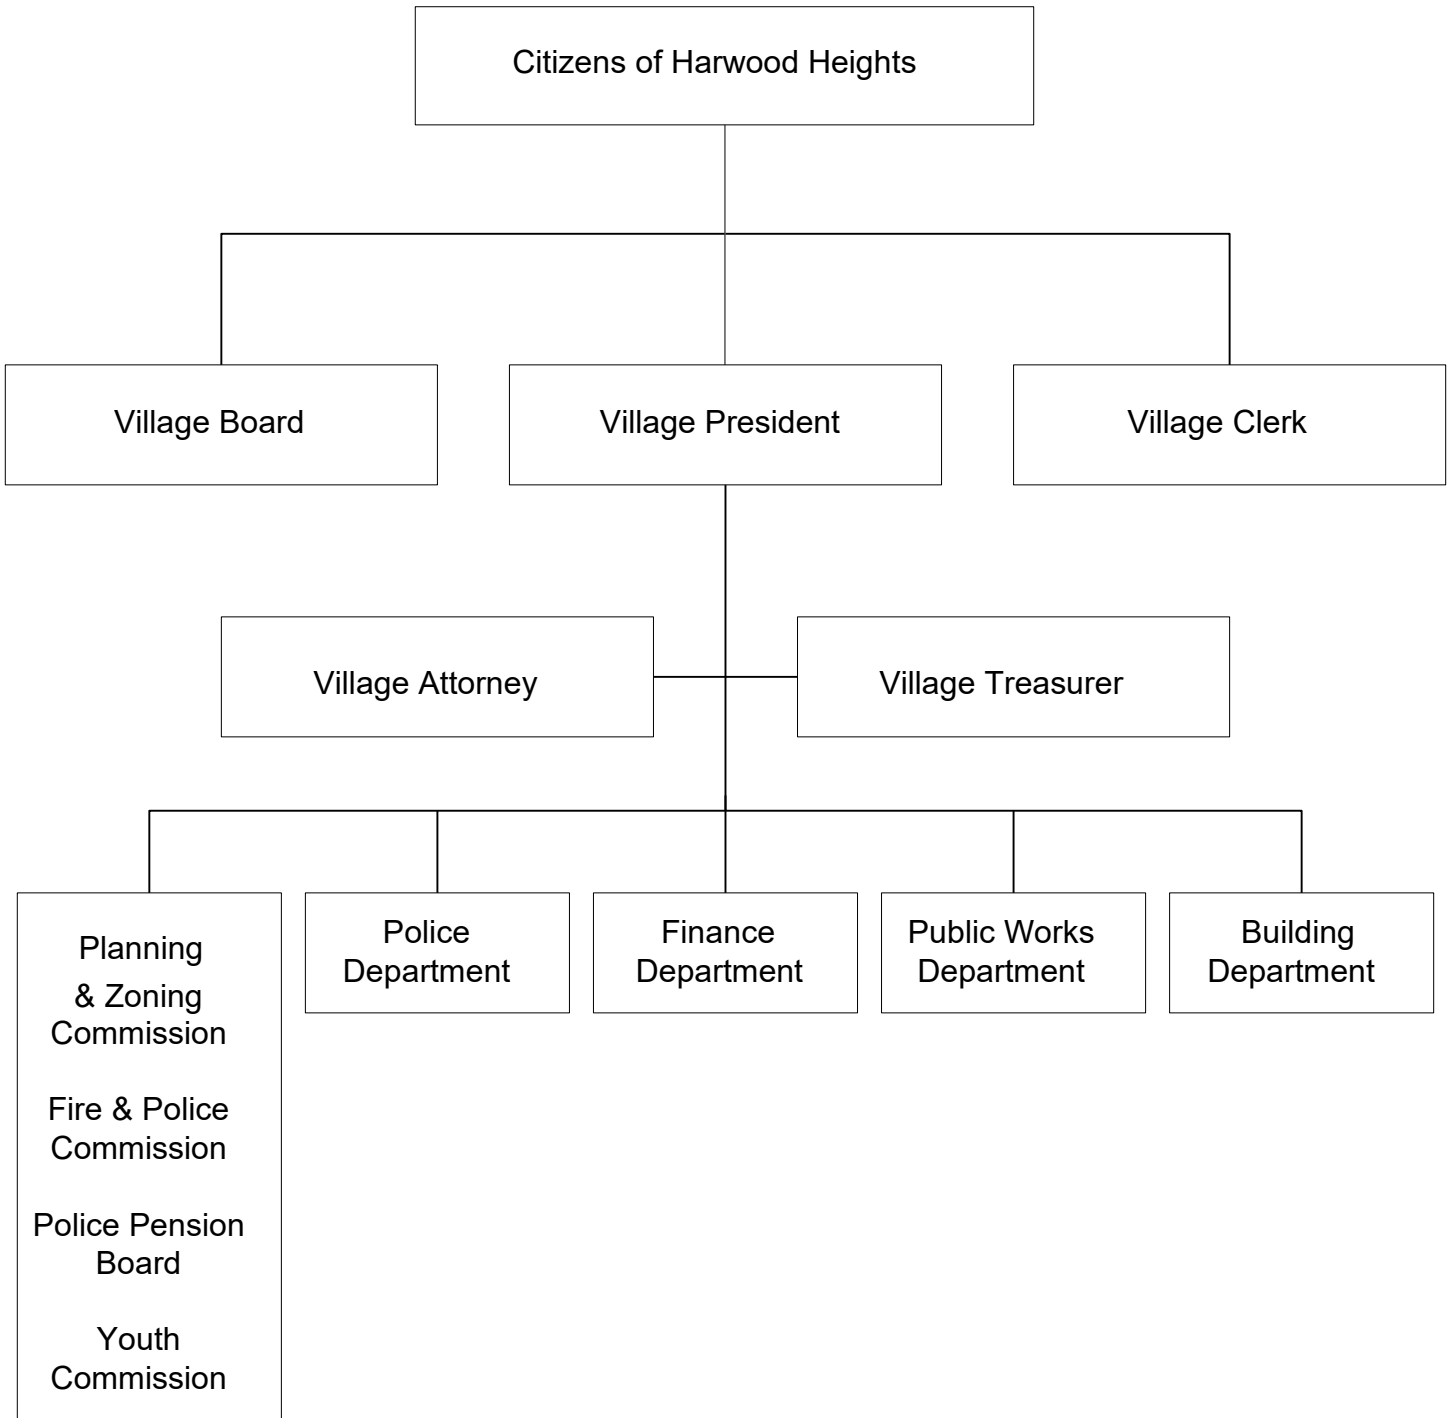 Citizens of Harwood Heights
Village Board
Village President
Village Clerk
Village Attorney
Village Treasurer
Planning
& Zoning
Commission
Fire & Police
Commission
Police Pension
Board
Youth
Commission
Police
Department
Finance
Department
Public Works
Department
Building
Department